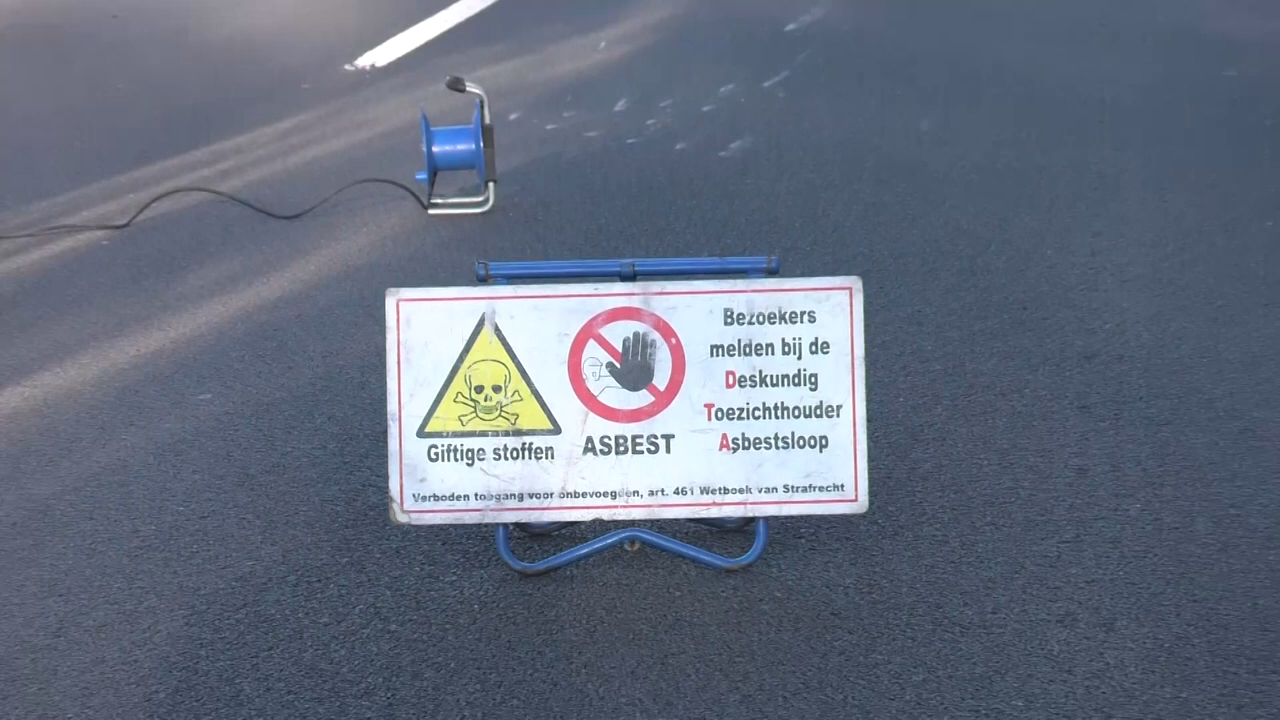 Giftige stoffen
ASBEST
Bezoekers
melden bij de
Deskundig
Toezichthouder
Asbestsloop
Verboden toegang voor onbevoegden, art. 461 Wetboek van Strafrecht